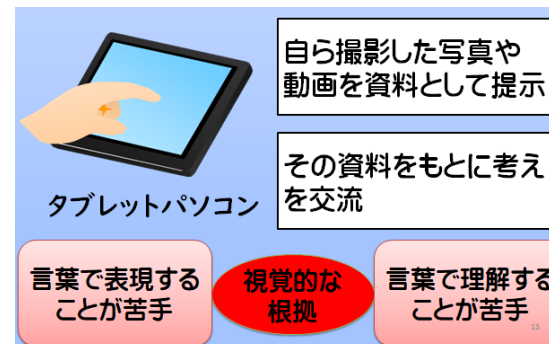 自ら撮影した写真や
動画を資料として提示
その資料をもとに考え
を交流
タブレットパソコン
言葉で表現する
ことが苦手
視覚的な
根拠
言葉で理解する
ことが苦手
13